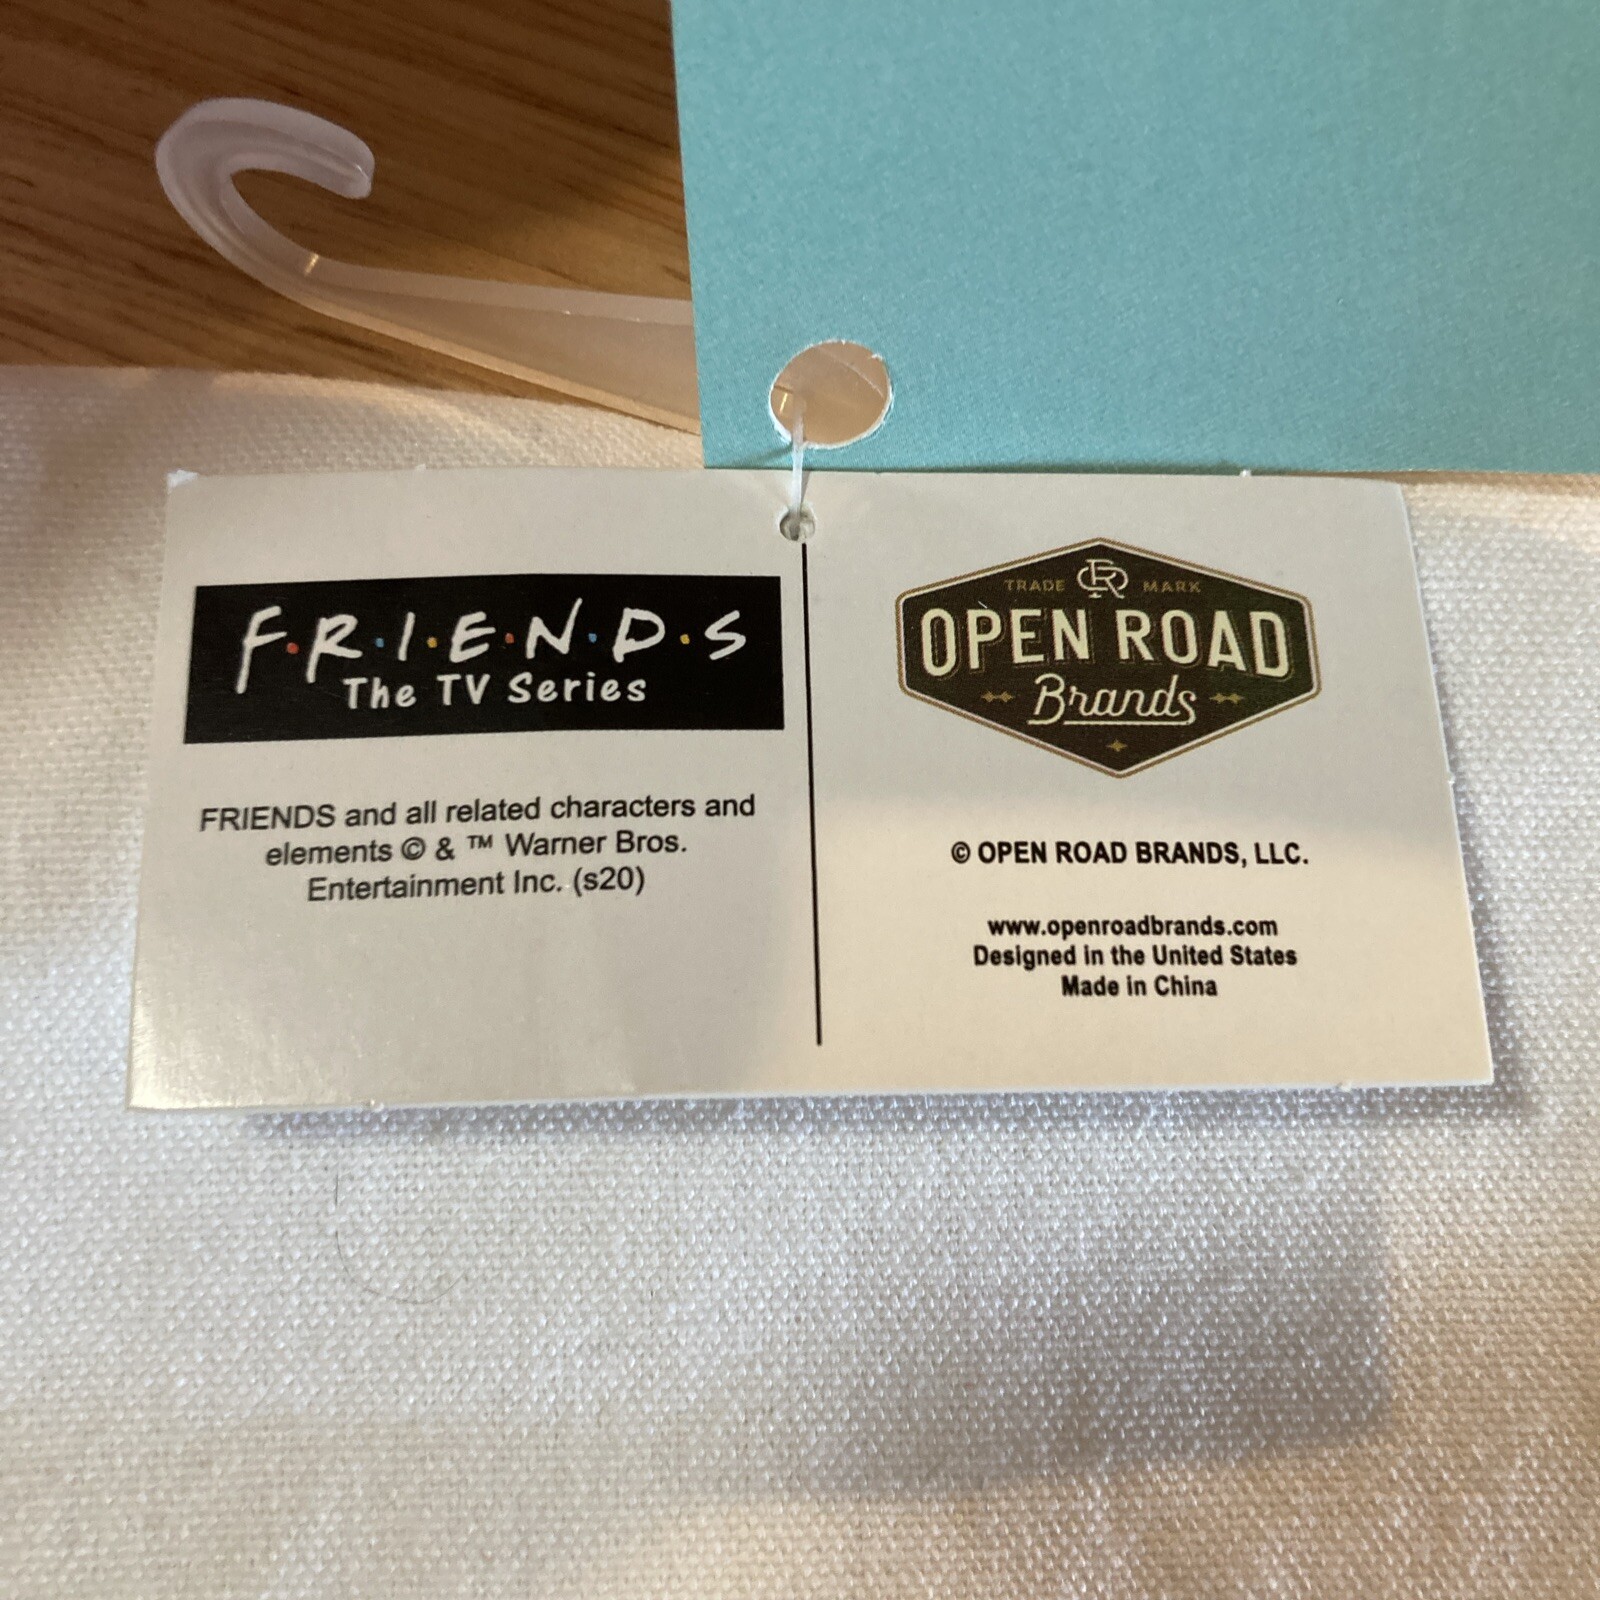 F·R·I·E·N·D·S
The TV Series
FRIENDS and all related characters and
elements © & ™ Warner Bros.
Entertainment Inc. (s20)
TRADE MARK
OPEN ROAD
Brands
© OPEN ROAD BRANDS, LLC.
www.openroadbrands.com
Designed in the United States
Made in China